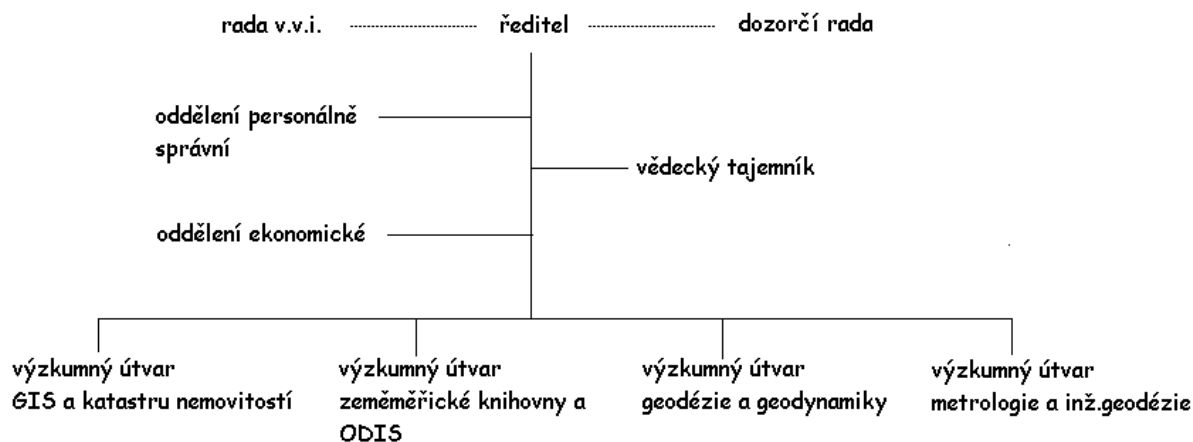 rada v.v.i. ředitel dozorčí rada
oddělení personálně
správní
vědecký tajemník
oddělení ekonomické
výzkumný útvar
GIS a katastru nemovitostí
výzkumný útvar
zeměměřické knihovny a
ODIS
výzkumný útvar
geodézie a geodynamiky
výzkumný útvar
metrologie a inž.geodézie